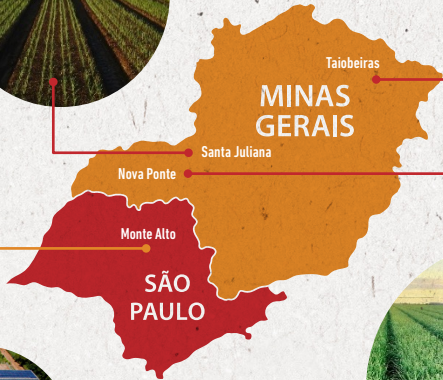 Taiobeiras
MINAS
GERAIS
Santa Juliana
Nova Ponte
Monte Alto
SÃO
PAULO